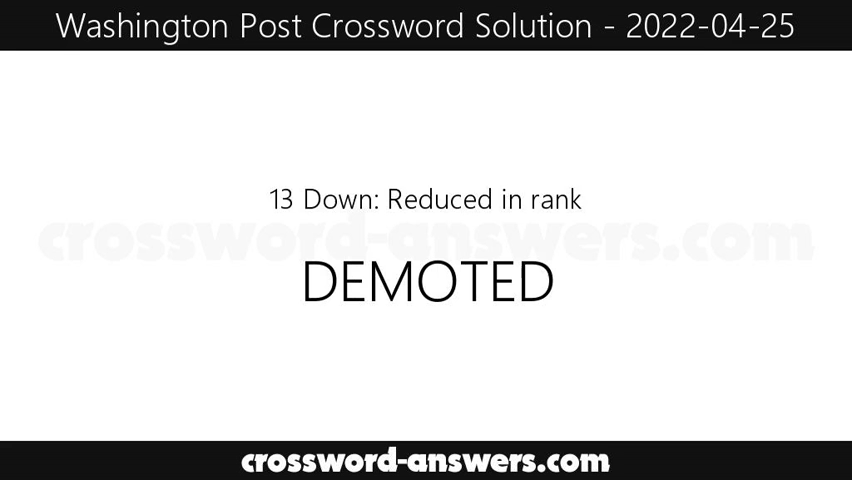 Washington Post Crossword Solution - 2022-04-25
13 Down: Reduced in rank
crossword-answers.com
DEMOTED
crossword-answers.com